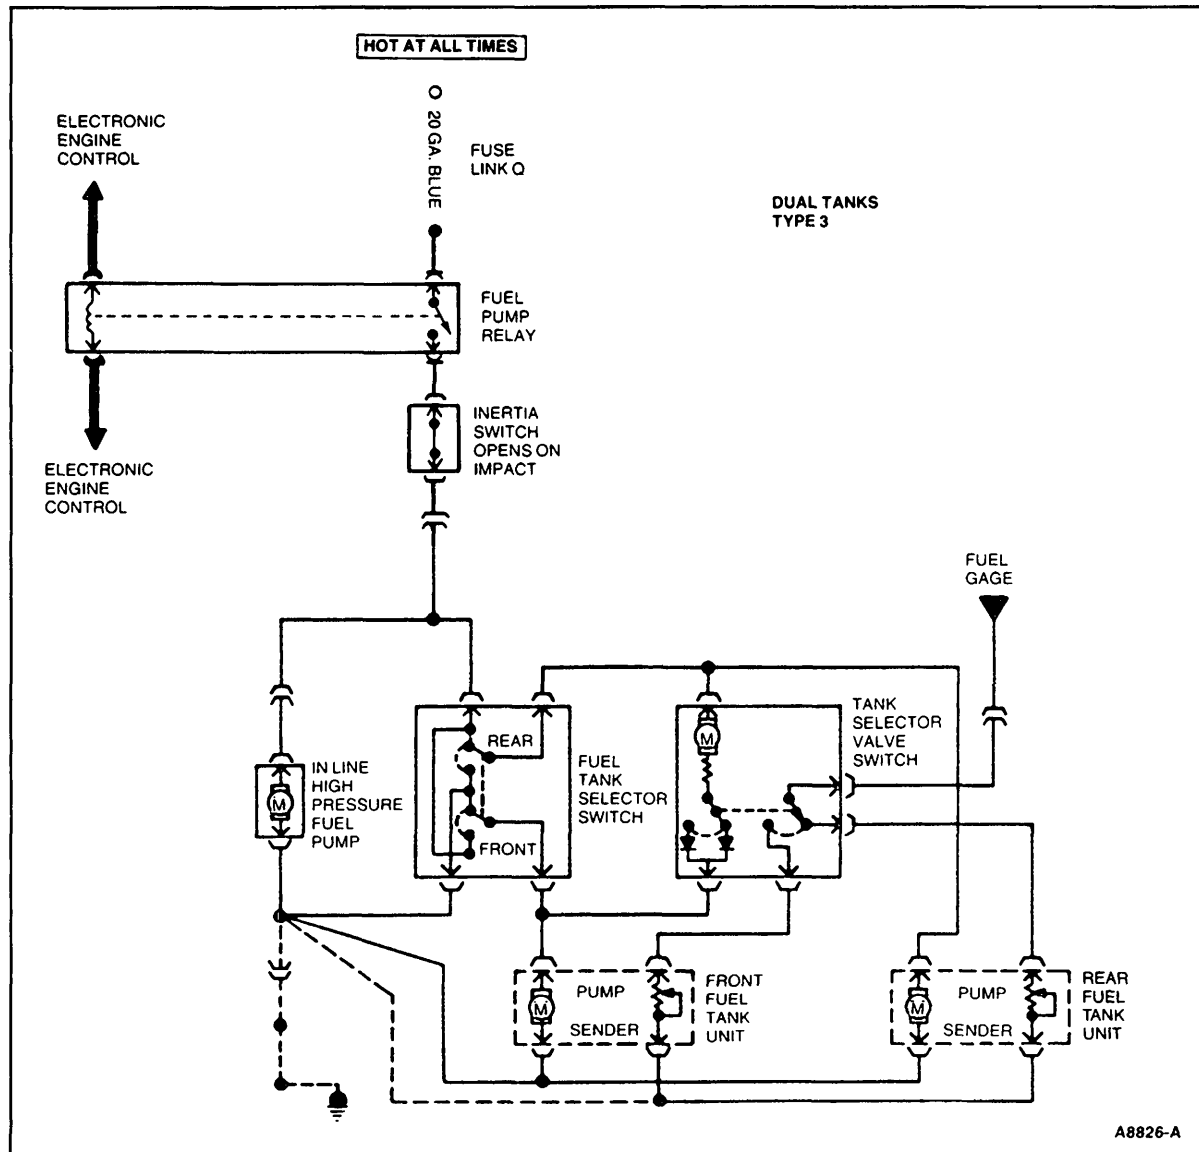 HOT AT ALL TIMES
ELECTRONIC
ENGINE
CONTROL
20 GA. BLUE
FUSE
LINK Q
DUAL TANKS
TYPE 3
FUEL
PUMP
RELAY
INERTIA
SWITCH
OPENS ON
IMPACT
ELECTRONIC
ENGINE
CONTROL
FUEL
GAGE
IN LINE
HIGH
PRESSURE
FUEL
PUMP
M
REAR
FRONT
FUEL
TANK
SELECTOR
SWITCH
M
TANK
SELECTOR
VALVE
SWITCH
M
PUMP
SENDER
FRONT
FUEL
TANK
UNIT
M
PUMP
SENDER
REAR
FUEL
TANK
UNIT
A8826-A